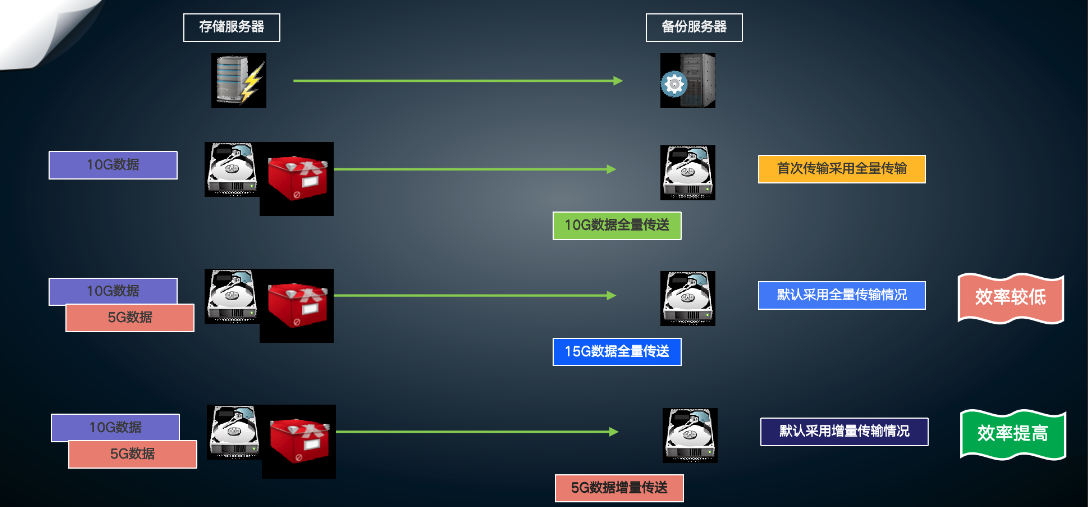 存储服务器
备份服务器
10G数据
首次传输采用全量传输
10G数据全量传送
10G数据
5G数据
默认采用全量传输情况
效率较低
15G数据全量传送
10G数据
5G数据
默认采用增量传输情况
效率提高
5G数据增量传送